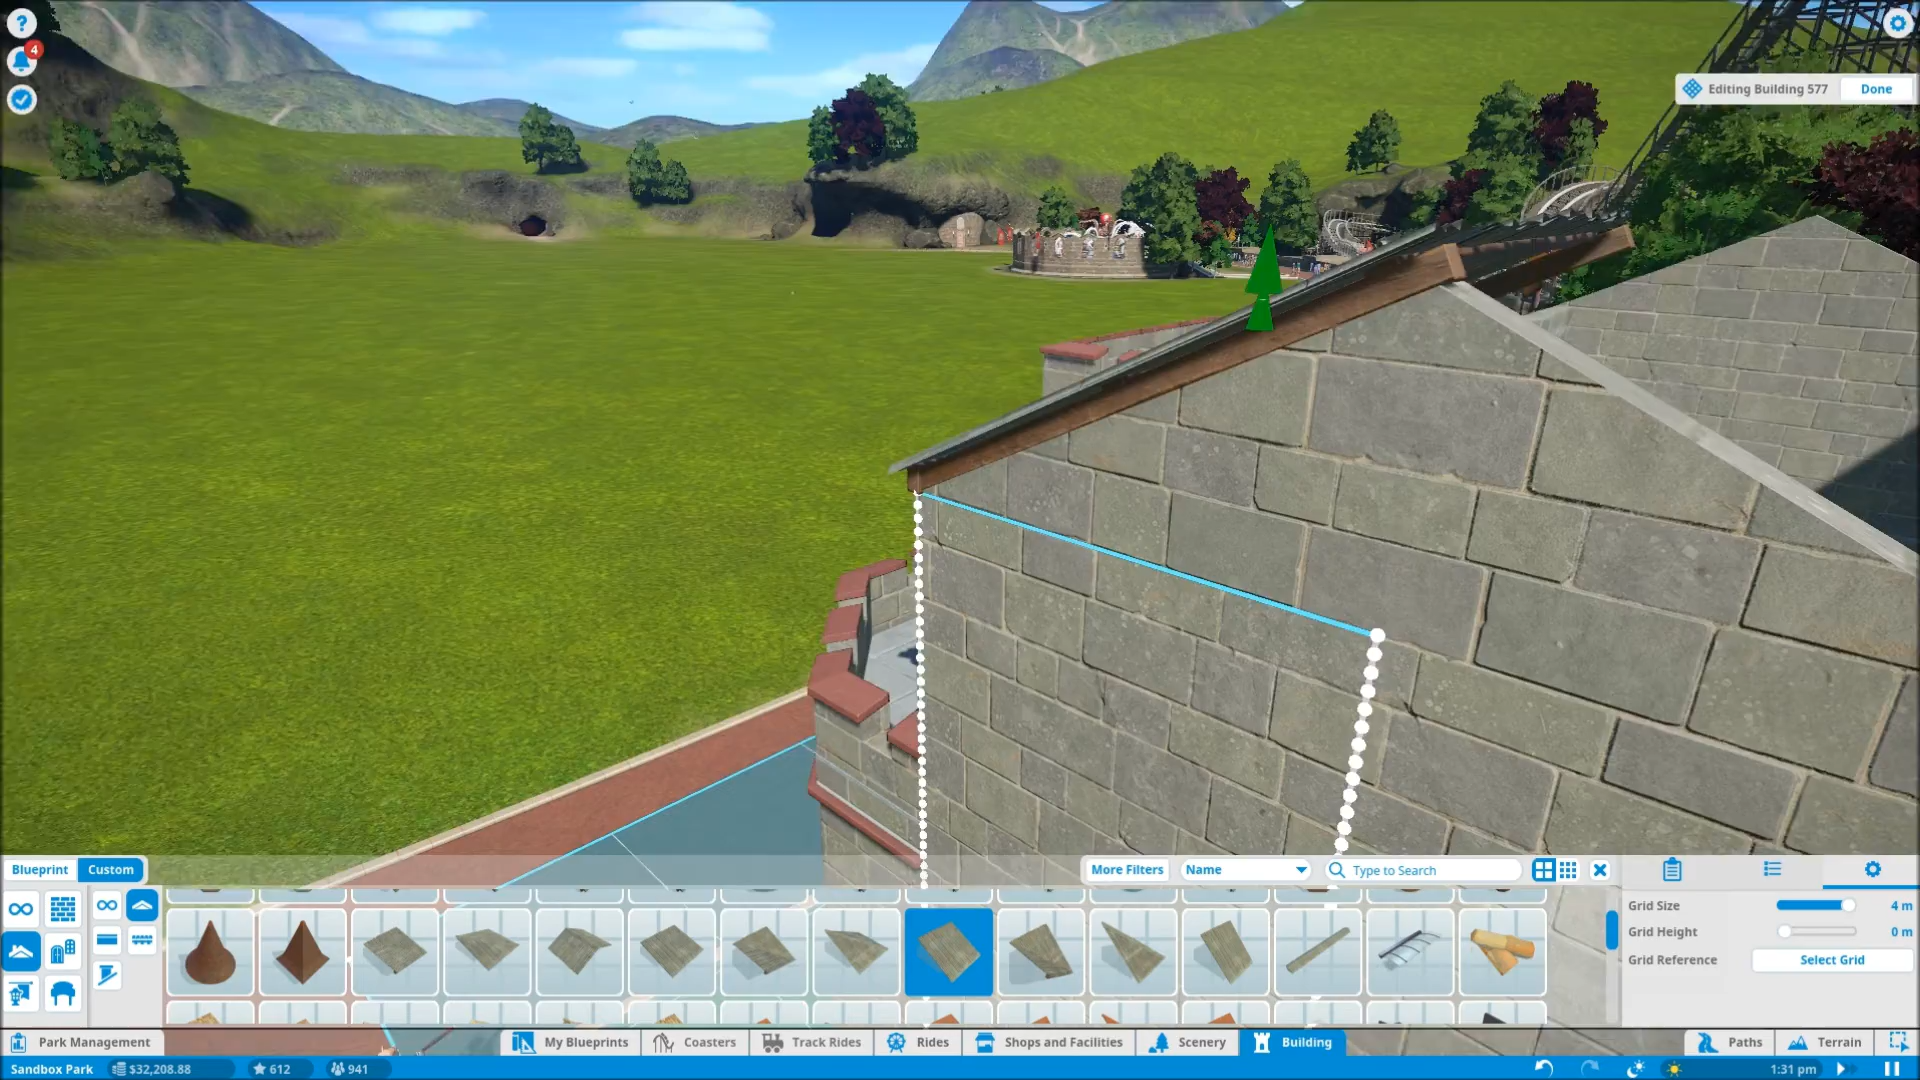 ?
4
Editing Building 577
Done
Blueprint
Custom
More Filters
Name
Type to Search
Grid Size
4 m
Grid Height
0 m
Grid Reference
Select Grid
Park Management
My Blueprints
Coasters
Track Rides
Rides
Shops and Facilities
Scenery
Building
Paths
Terrain
Sandbox Park
$32,208.88
612
941
1:31 pm